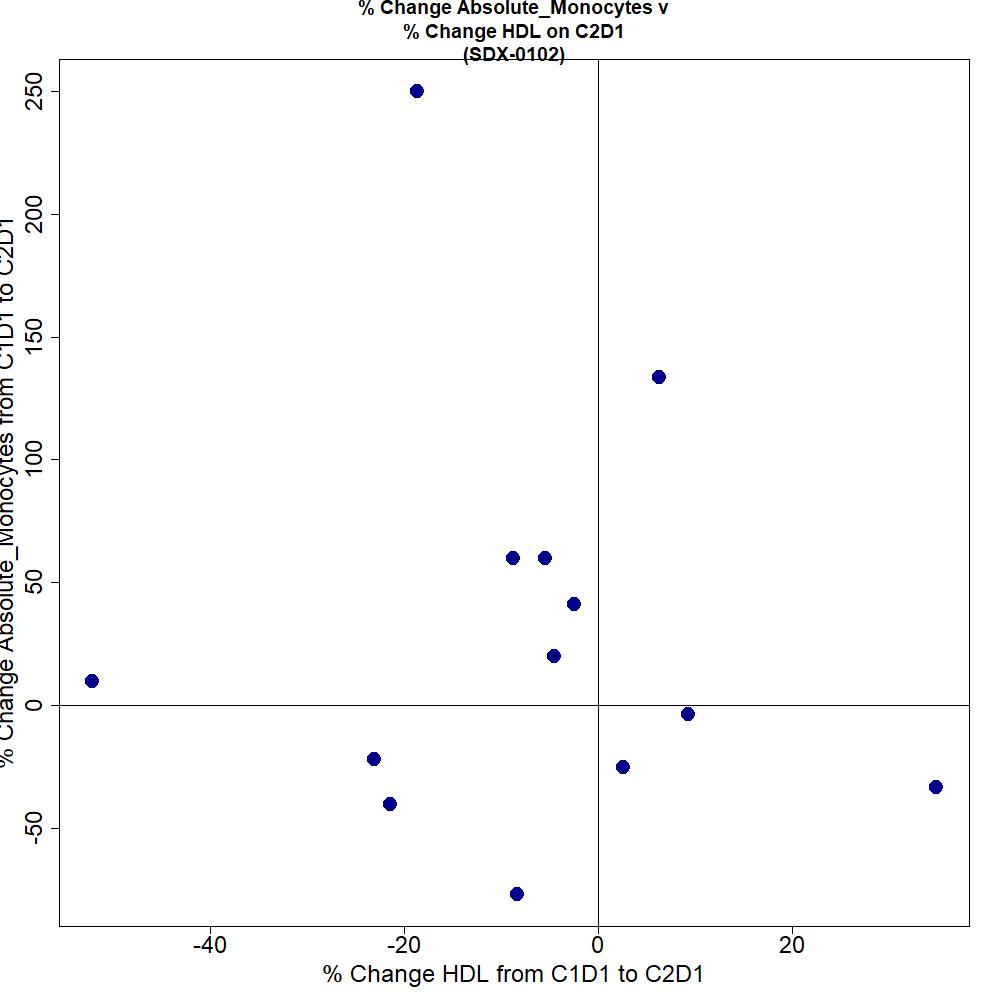 % Change Absolute_Monocytes v
% Change HDL on C2D1
(SDX-0102)
% Change Absolute_Monocytes from C1D1 to C2D1
250
200
150
100
50
0
-50
-40
-20
0
20
% Change HDL from C1D1 to C2D1